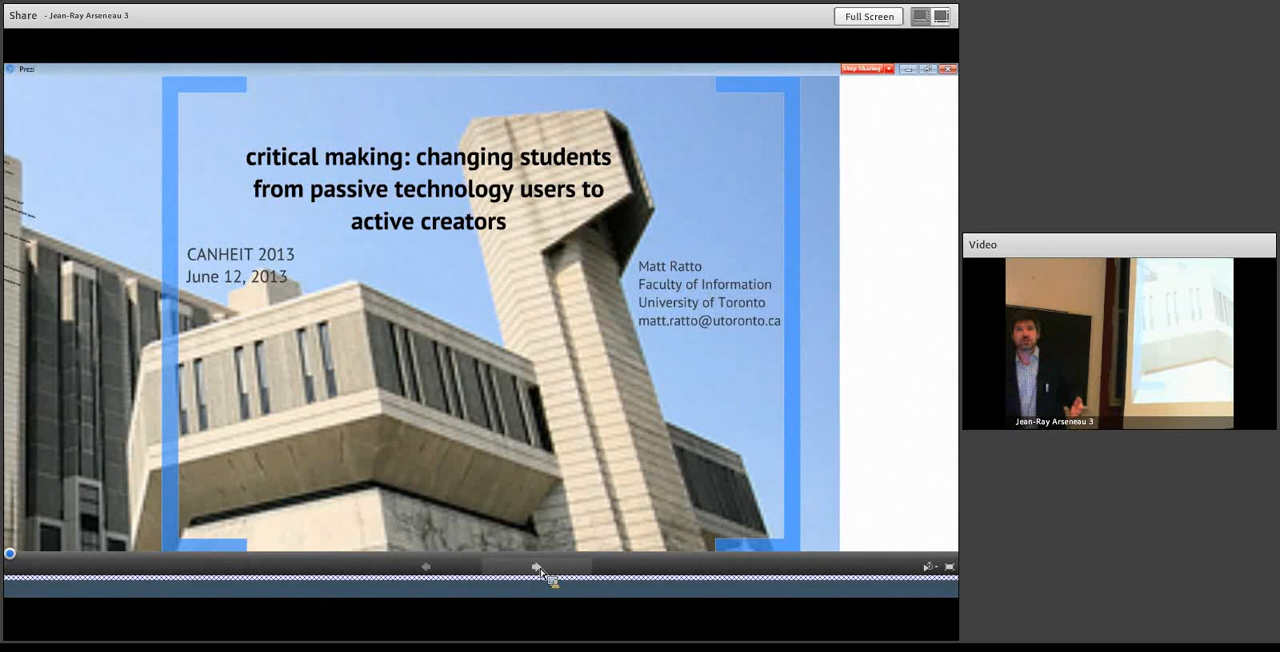 Share - Jean-Ray Arseneau 3
Full Screen
Prezi
Stop Sharing
critical making: changing students
from passive technology users to
active creators
CANHEIT 2013
June 12, 2013
Matt Ratto
Faculty of Information
University of Toronto
matt.ratto@utoronto.ca
Video
Jean-Ray Arseneau 3